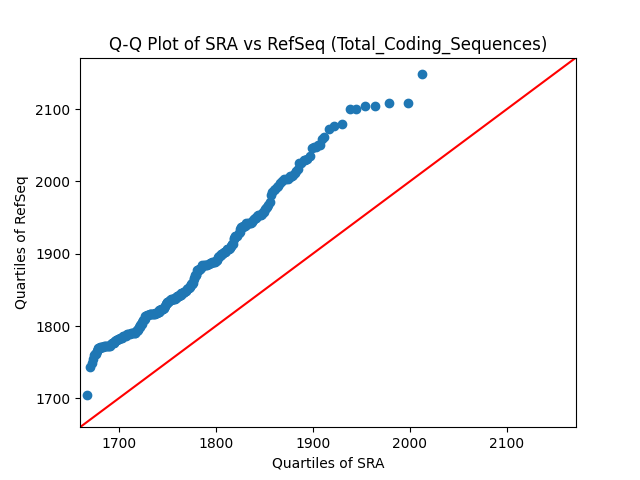 Q-Q Plot of SRA vs RefSeq (Total_Coding_Sequences)
2100
2000
1900
1800
1700
Quartiles of RefSeq
1700 1800 1900 2000 2100
Quartiles of SRA